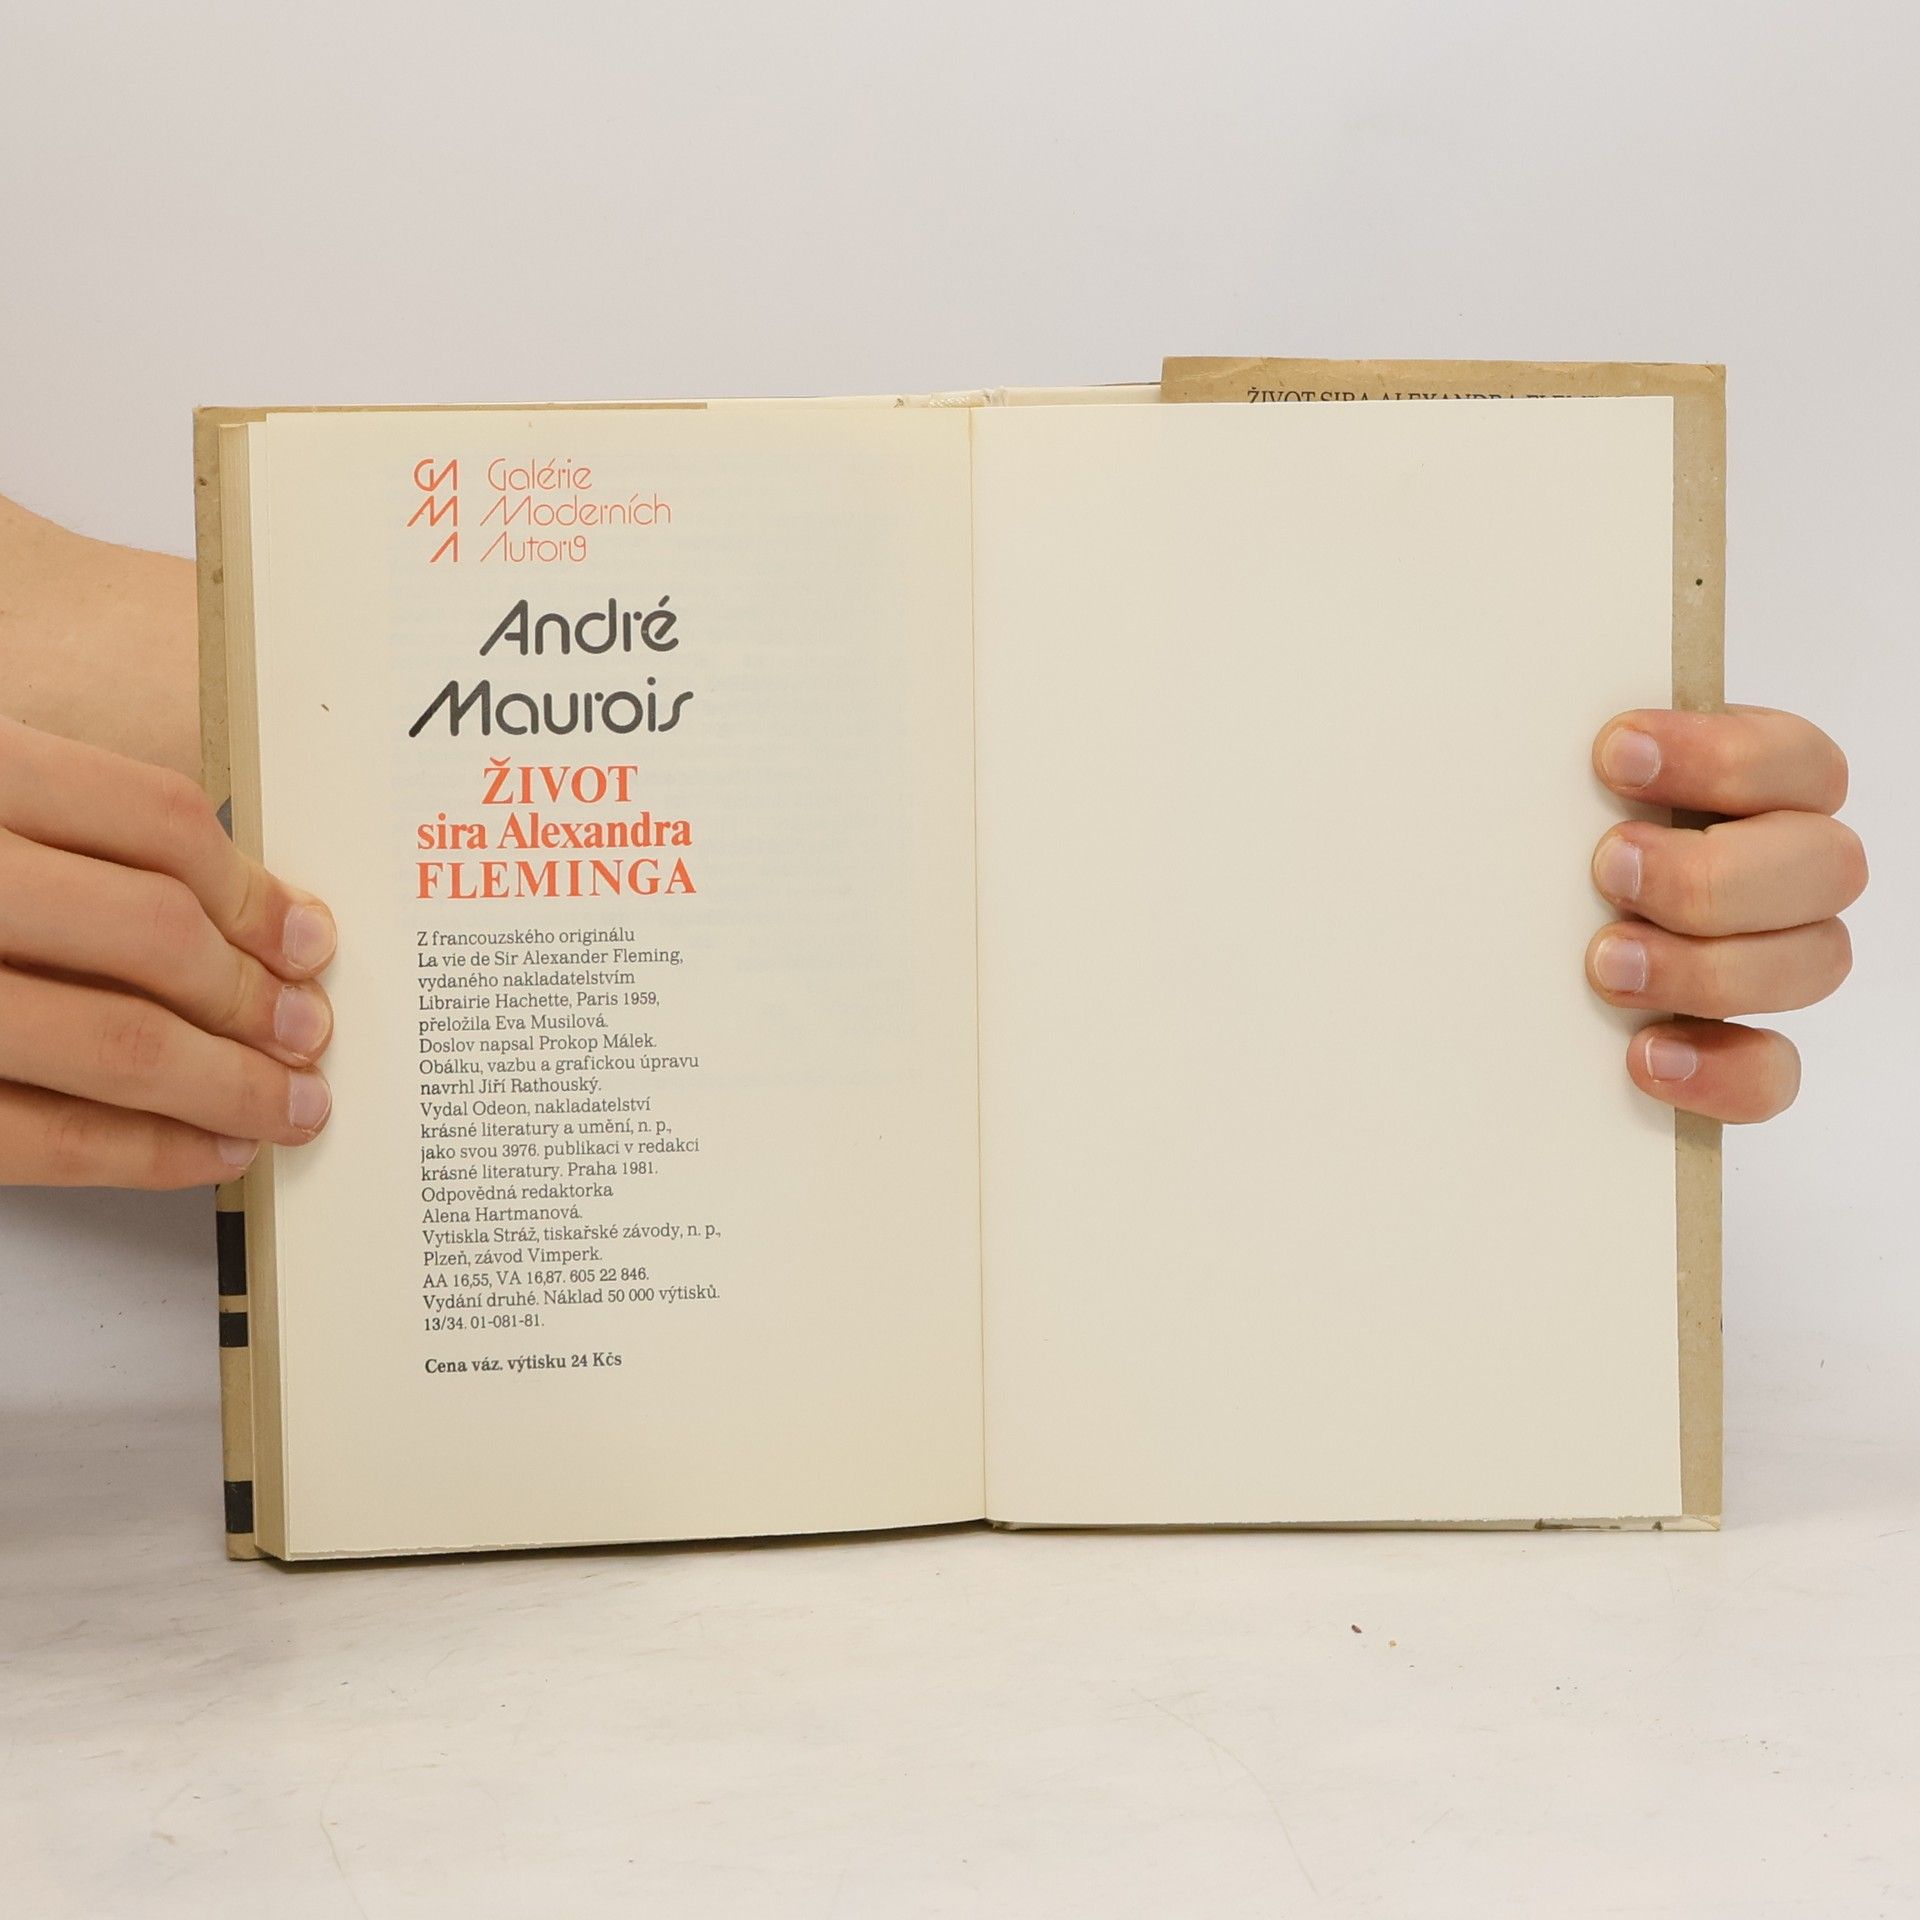 ŽIVOT SIRA ALEXANDRA
GMA Galérie
Moderních
Autorů
André
Maurois
ŽIVOT
sira Alexandra
FLEMINGA
Z francouzského originálu
La vie de Sir Alexander Fleming,
vydaného nakladatelstvím
Librairie Hachette, Paris 1959,
přeložila Eva Musilová.
Doslov napsal Prokop Málek.
Obálku, vazbu a grafickou úpravu
navrhl Jiří Rathouský.
Vydal Odeon, nakladatelství
krásné literatury a umění, n. p.,
jako svou 3976. publikaci v redakci
krásné literatury. Praha 1981.
Odpovědná redaktorka
Alena Hartmanová.
Vytiskla Stráž, tiskařské závody, n. p.,
Plzeň, závod Vimperk.
AA 16,55, VA 16,87. 605 22 846.
Vydání druhé. Náklad 50 000 výtisků.
13/34. 01-081-81.
Cena váz. výtisku 24 Kčs